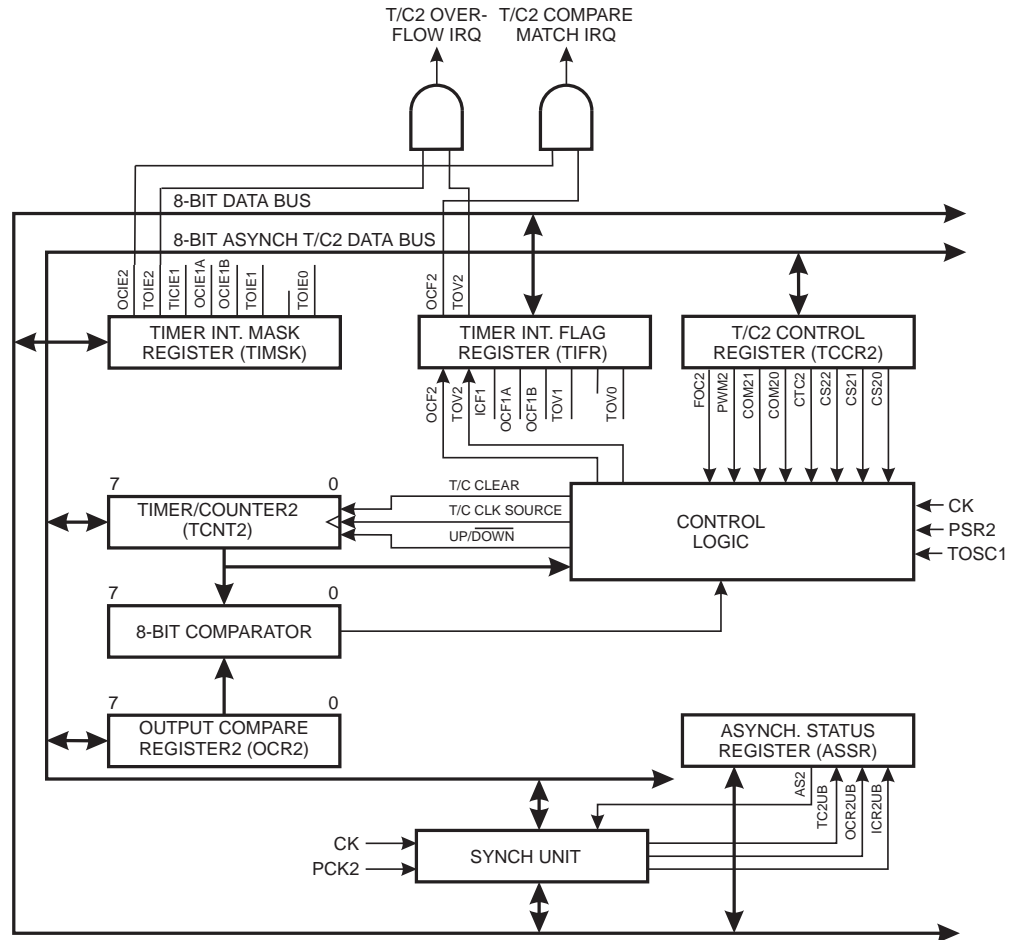 T/C2 OVER-
FLOW IRQ
T/C2 COMPARE
MATCH IRQ
8-BIT DATA BUS
8-BIT ASYNCH T/C2 DATA BUS
OCIE2
TOIE2
TICIE1
OCIE1A
OCIE1B
TOIE1
TOIE0
OCF2
TOV2
TIMER INT. MASK
REGISTER (TIMSK)
TIMER INT. FLAG
REGISTER (TIFR)
T/C2 CONTROL
REGISTER (TCCR2)
OCF2
TOV2
ICF1
OCF1A
OCF1B
TOV1
TOV0
FOC2
PWM2
COM21
COM20
CTC2
CS22
CS21
CS20
7
0
TIMER/COUNTER2
(TCNT2)
T/C CLEAR
T/C CLK SOURCE
UP/DOWN
CONTROL
LOGIC
CK
PSR2
TOSC1
7
0
8-BIT COMPARATOR
7
0
OUTPUT COMPARE
REGISTER2 (OCR2)
ASYNCH. STATUS
REGISTER (ASSR)
AS2
TC2UB
OCR2UB
ICR2UB
CK
PCK2
SYNCH UNIT